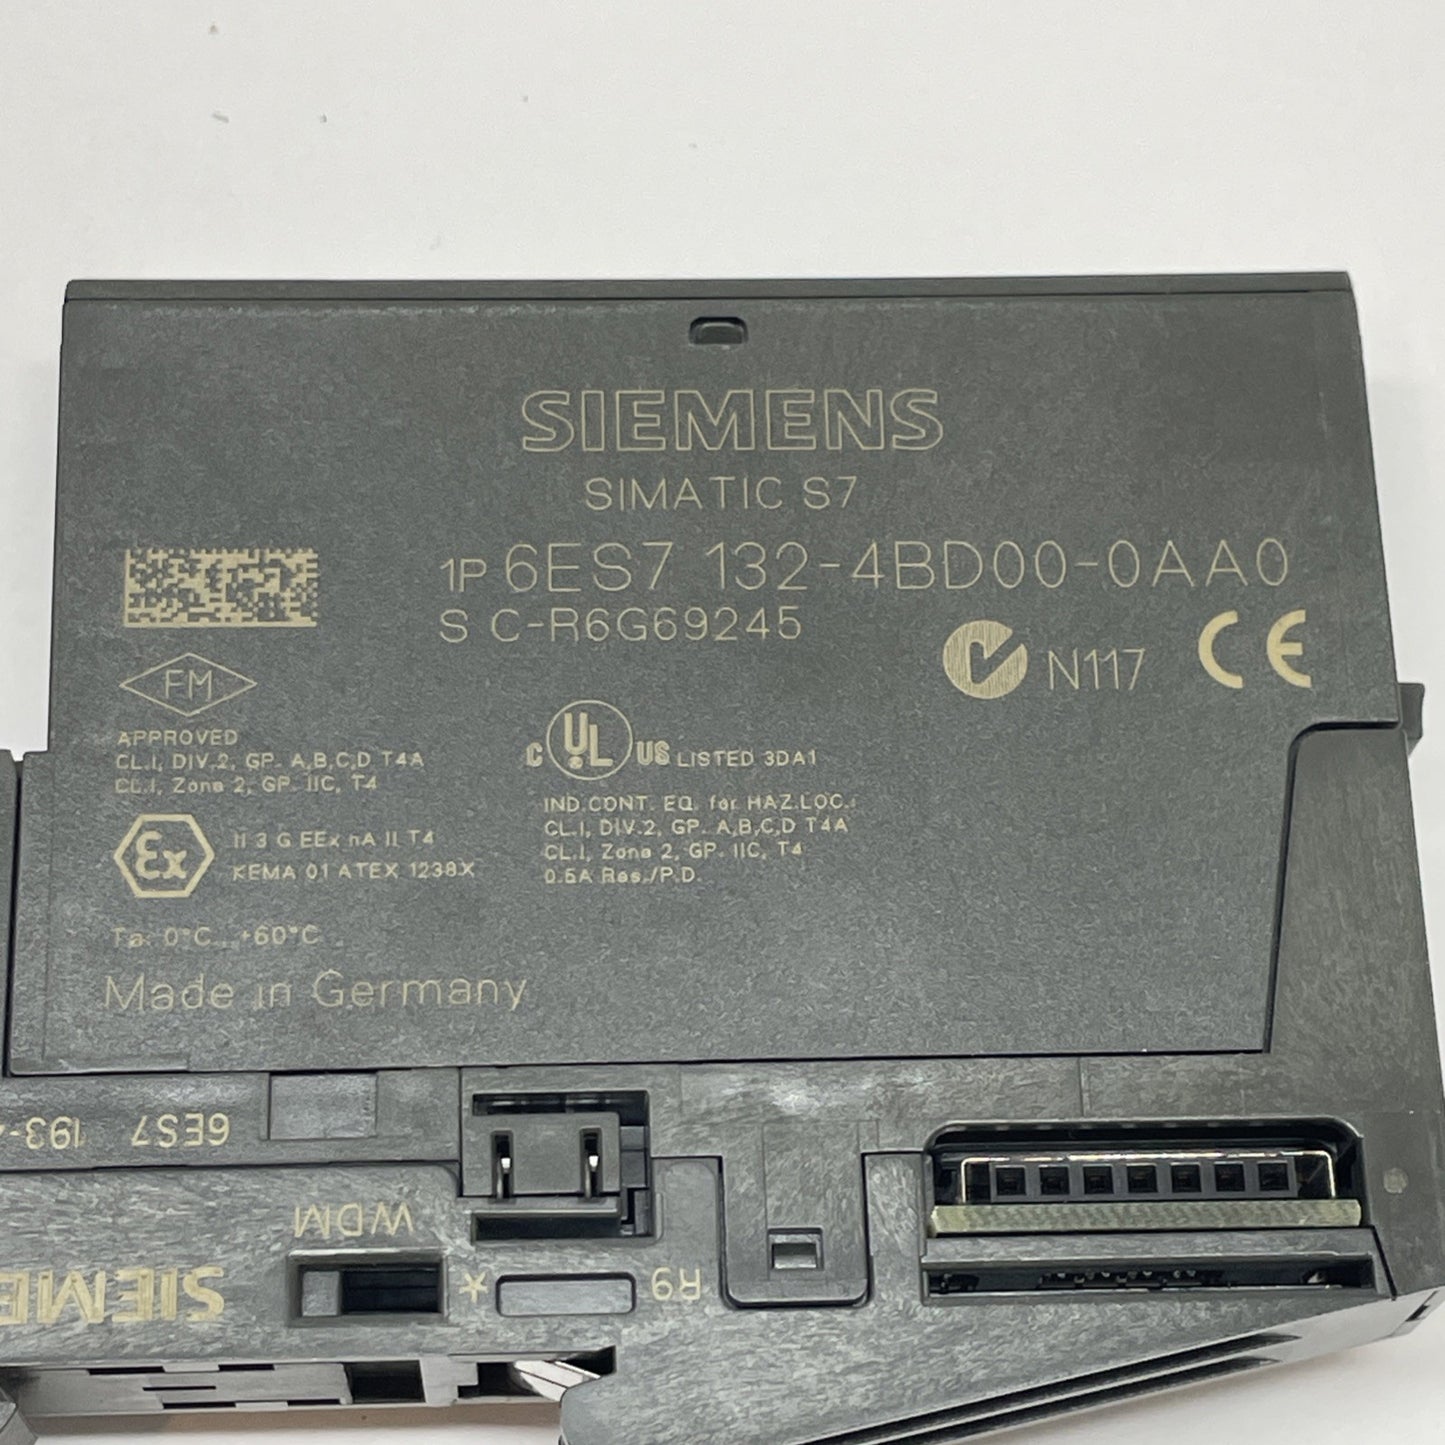 SIEMENS
SIMATIC S7
1P 6ES7 132-4BD00-0AA0
S C-R6G69245
N117 CE
FM
APPROVED
CL.I, DIV.2, GP. A,B,C,D T4A
CL.I, Zone 2, GP. IIC, T4
C UL US LISTED 3DA1
IND.CONT. EQ. for HAZ.LOC.:
CL.I, DIV.2, GP. A,B,C,D T4A
CL.I, Zone 2, GP. IIC, T4
0.5A Res./P.D.
Ex II 3 G EEx nA II T4
KEMA 01 ATEX 1238X
Ta: 0°C...+60°C
Made in Germany
6ES7 193-
WDM
R9
SIEME